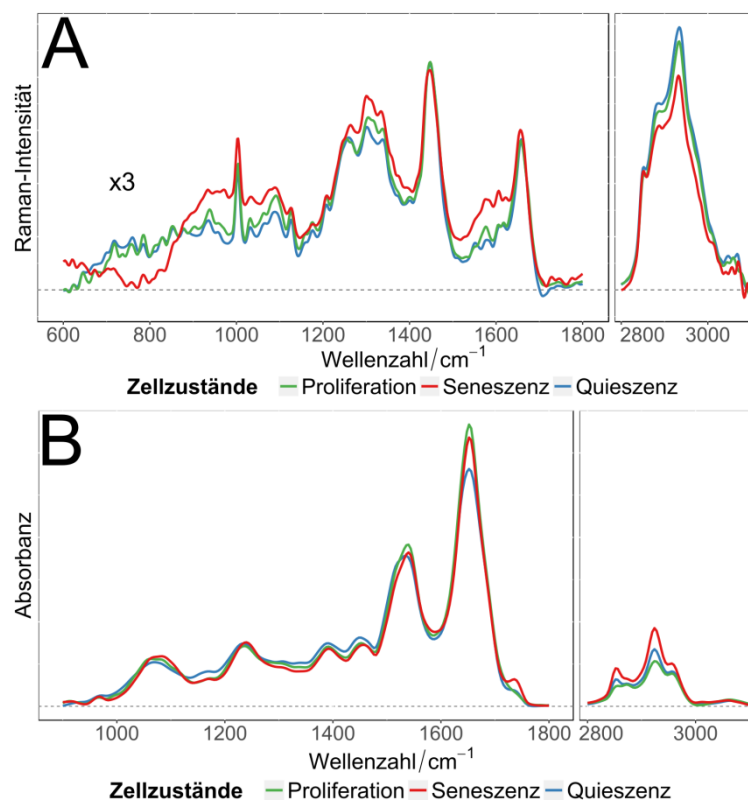 A
Raman-Intensität
x3
600 800 1000 1200 1400 1600 1800 2800 3000
Wellenzahl/cm⁻¹
Zellzustände Proliferation Seneszenz Quieszenz
B
Absorbanz
1000 1200 1400 1600 1800 3000
Wellenzahl/cm⁻¹
Zellzustände Proliferation Seneszenz Quieszenz